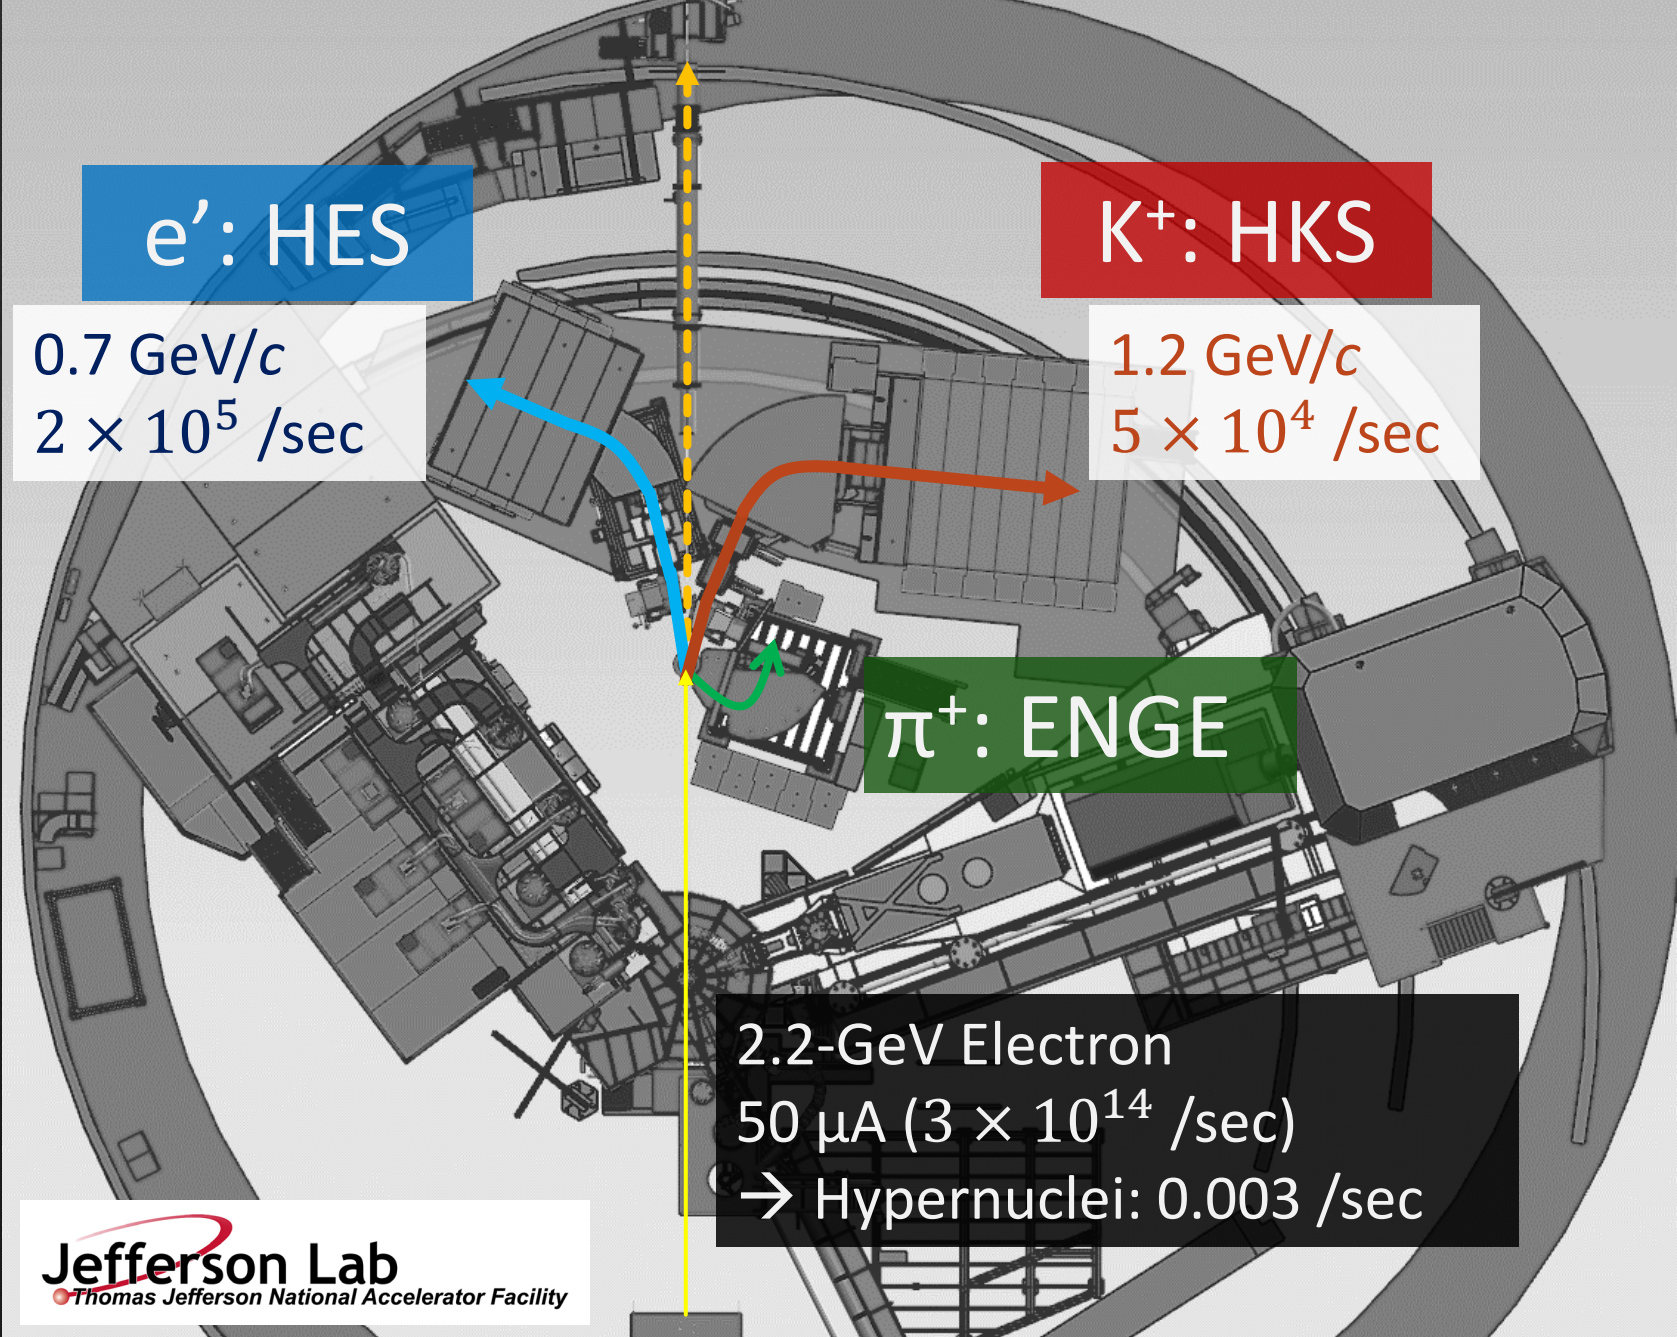 e’: HES
0.7 GeV/c
2 × 10⁵ /sec
K⁺: HKS
1.2 GeV/c
5 × 10⁴ /sec
π⁺: ENGE
2.2-GeV Electron
50 μA (3 × 10¹⁴ /sec)
→ Hypernuclei: 0.003 /sec
Jefferson Lab
Thomas Jefferson National Accelerator Facility